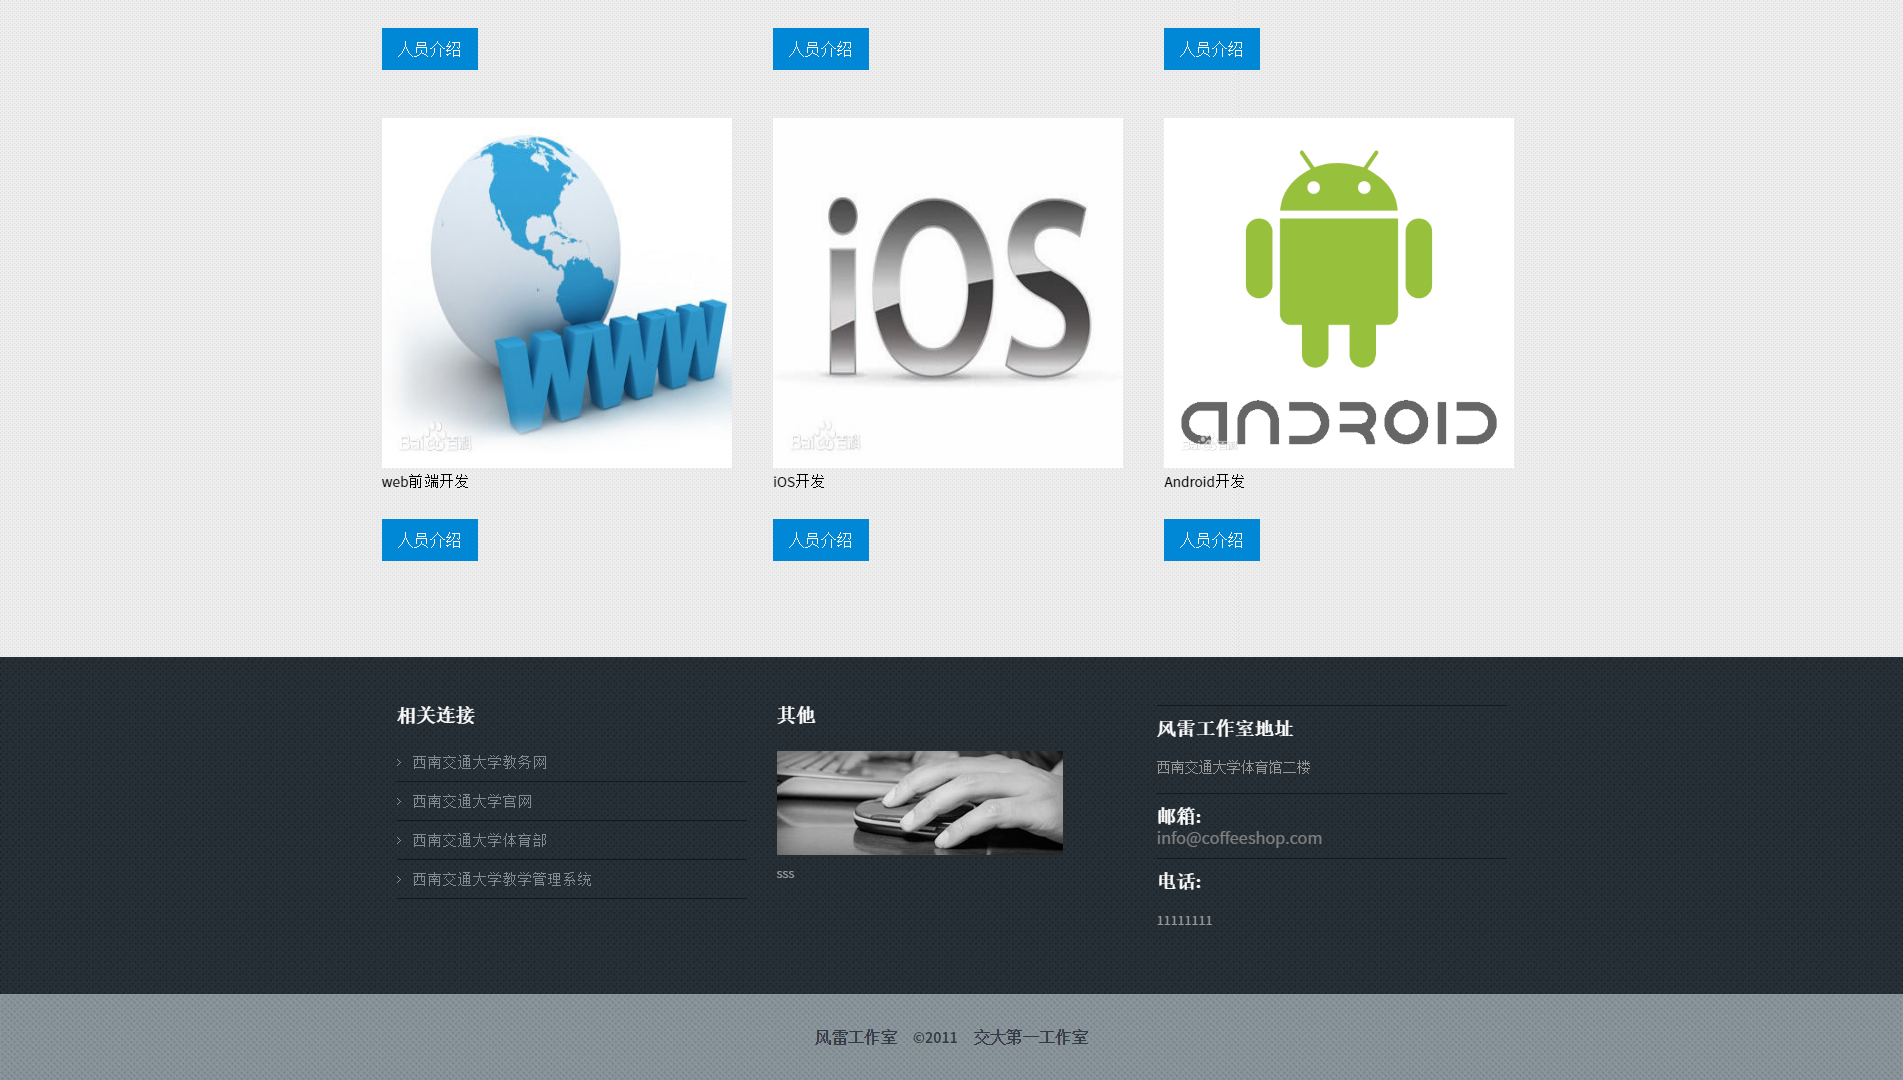 人员介绍
人员介绍
人员介绍
www
Baidu百科
iOS
Baidu百科
ANDROID
Baidu百科
web前端开发
iOS开发
Android开发
人员介绍
人员介绍
人员介绍
相关连接
西南交通大学教务网
西南交通大学官网
西南交通大学体育部
西南交通大学教学管理系统
其他
sss
风雷工作室地址
西南交通大学体育馆二楼
邮箱:
info@coffeeshop.com
电话:
11111111
风雷工作室 ©2011 交大第一工作室